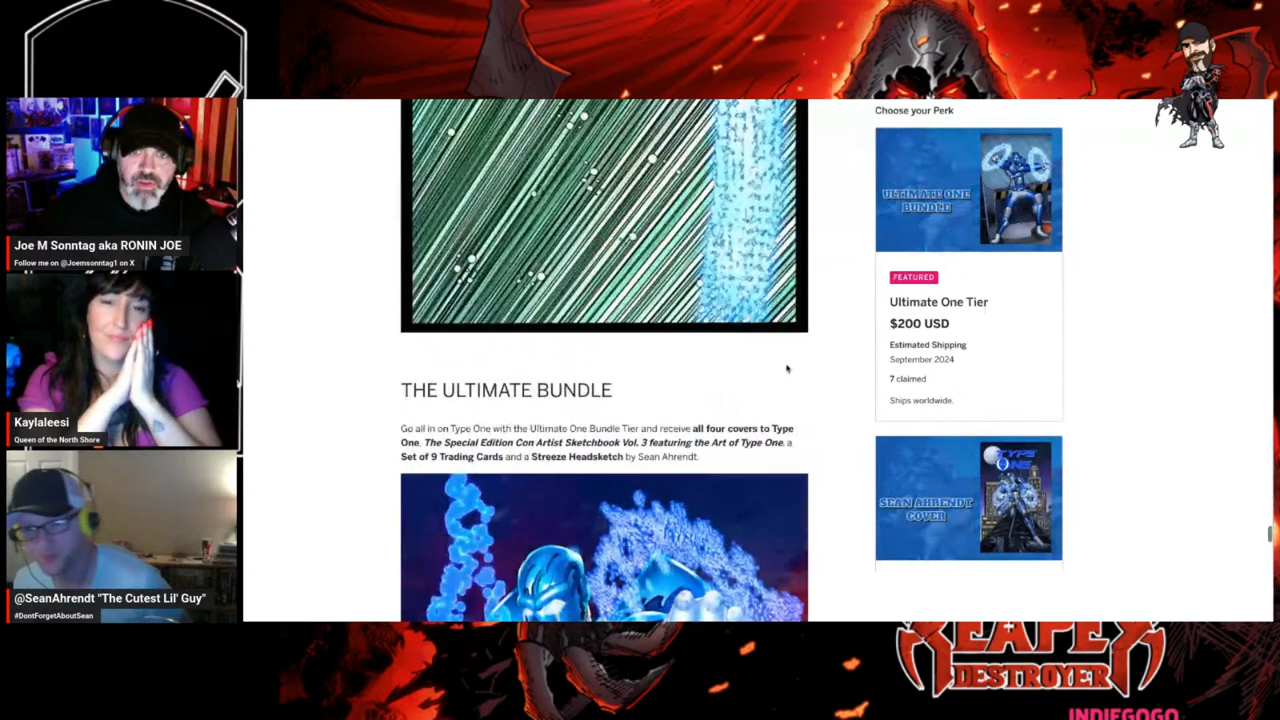 Joe M Sonntag aka RONIN JOE
Follow me on @Joemsonntag1 on X
Kaylaleesi
Queen of the North Shore
@SeanAhrendt "The Cutest Lil' Guy"
#DontForgetAboutSean
THE ULTIMATE BUNDLE
Go all in on Type One with the Ultimate One Bundle Tier and receive all four covers to Type
One, The Special Edition Con Artist Sketchbook Vol. 3 featuring the Art of Type One, a
Set of 9 Trading Cards and a Streeze Headsketch by Sean Ahrendt.
Choose your Perk
ULTIMATE ONE
BUNDLE
FEATURED
Ultimate One Tier
$200 USD
Estimated Shipping
September 2024
7 claimed
Ships worldwide.
SEAN AHRENDT
COVER
TYPE
ONE
REAPER
DESTROYER
INDIEGOGO